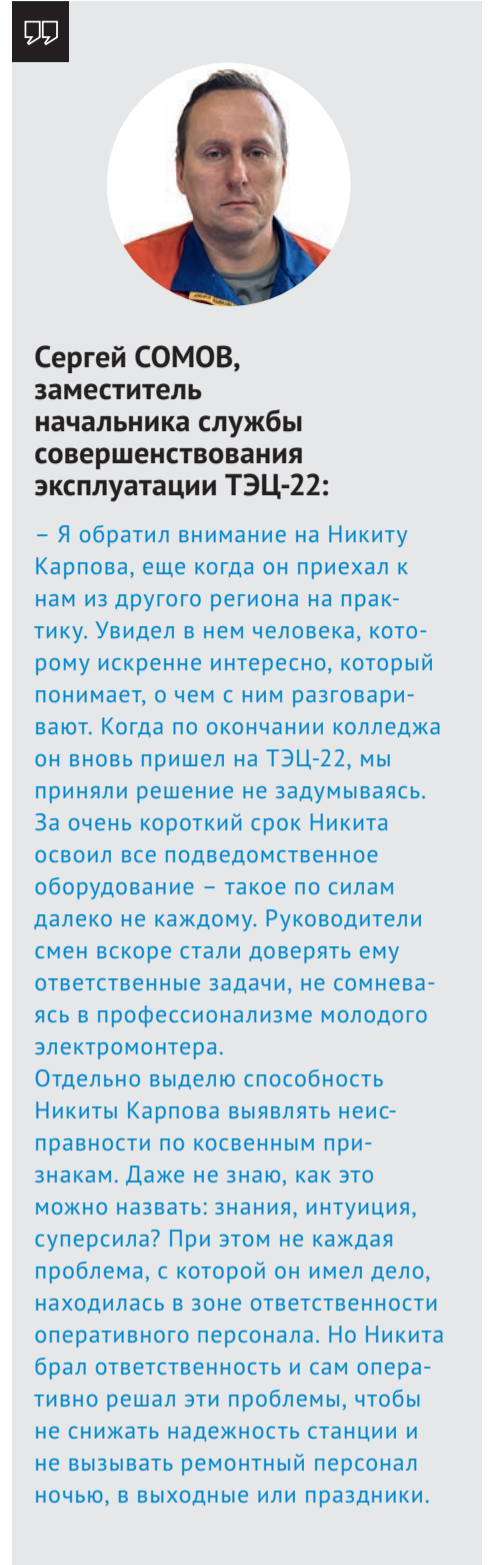 Сергей СОМОВ,
заместитель
начальника службы
совершенствования
эксплуатации ТЭЦ-22:
– Я обратил внимание на Никиту
Карпова, еще когда он приехал к
нам из другого региона на прак-
тику. Увидел в нем человека, кото-
рому искренне интересно, который
понимает, о чем с ним разговари-
вают. Когда по окончании колледжа
он вновь пришел на ТЭЦ-22, мы
приняли решение не задумываясь.
За очень короткий срок Никита
освоил все подведомственное
оборудование – такое по силам
далеко не каждому. Руководители
смен вскоре стали доверять ему
ответственные задачи, не сомнева-
ясь в профессионализме молодого
электромонтера.
Отдельно выделю способность
Никиты Карпова выявлять неис-
правности по косвенным при-
знакам. Даже не знаю, как это
можно назвать: знания, интуиция,
суперсила? При этом не каждая
проблема, с которой он имел дело,
находилась в зоне ответственности
оперативного персонала. Но Никита
брал ответственность и сам опера-
тивно решал эти проблемы, чтобы
не снижать надежность станции и
не вызывать ремонтный персонал
ночью, в выходные или праздники.